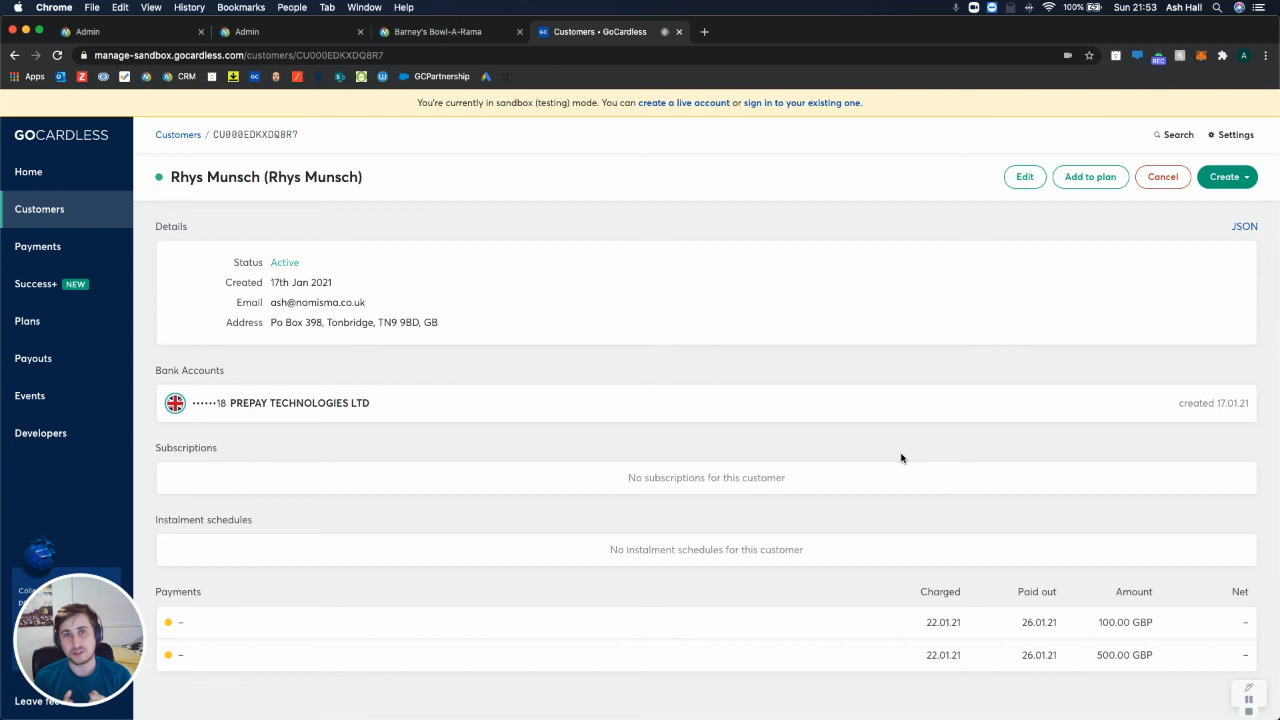 Chrome File Edit View History Bookmarks People Tab Window Help 100% Sun 21:53 Ash Hall
Admin Admin Barney's Bowl-A-Rama Customers • GoCardless
manage-sandbox.gocardless.com/customers/CU000EDKXDQ8R7
Apps CRM GCPartnership
You're currently in sandbox (testing) mode. You can create a live account or sign in to your existing one.
GOCARDLESS
Customers / CU000EDKXDQ8R7
Search Settings
Home
Customers
Payments
Success+ NEW
Plans
Payouts
Events
Developers
Leave fee
Rhys Munsch (Rhys Munsch)
Edit Add to plan Cancel Create
Details JSON
Status Active
Created 17th Jan 2021
Email ash@nomisma.co.uk
Address Po Box 398, Tonbridge, TN9 9BD, GB
Bank Accounts
••••••18 PREPAY TECHNOLOGIES LTD created 17.01.21
Subscriptions
No subscriptions for this customer
Instalment schedules
No instalment schedules for this customer
Payments Charged Paid out Amount Net
– 22.01.21 26.01.21 100.00 GBP –
– 22.01.21 26.01.21 500.00 GBP –